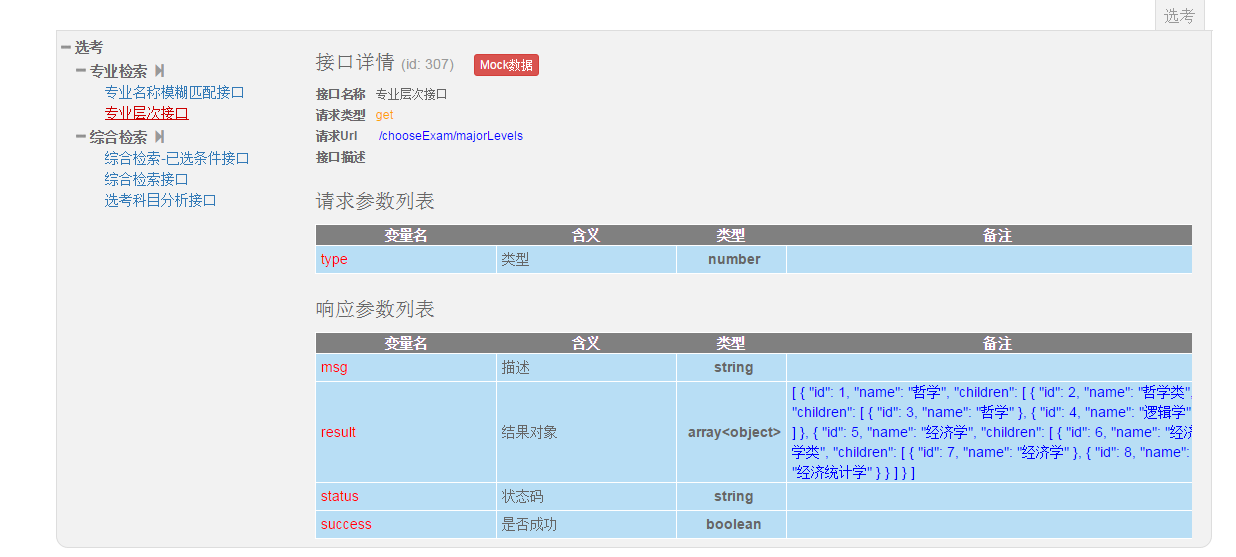 选考
选考
专业检索
专业名称模糊匹配接口
专业层次接口
综合检索
综合检索-已选条件接口
综合检索接口
选考科目分析接口
接口详情 (id: 307) Mock数据
接口名称 专业层次接口
请求类型 get
请求Url /chooseExam/majorLevels
接口描述
请求参数列表
变量名 含义 类型 备注
type 类型 number
响应参数列表
变量名 含义 类型 备注
msg 描述 string
result 结果对象 array<object>
[ { "id": 1, "name": "哲学", "children": [ { "id": 2, "name": "哲学类",
"children": [ { "id": 3, "name": "哲学" }, { "id": 4, "name": "逻辑学"
] }, { "id": 5, "name": "经济学", "children": [ { "id": 6, "name": "经济
学类", "children": [ { "id": 7, "name": "经济学" }, { "id": 8, "name":
"经济统计学" } } ] } ]
status 状态码 string
success 是否成功 boolean